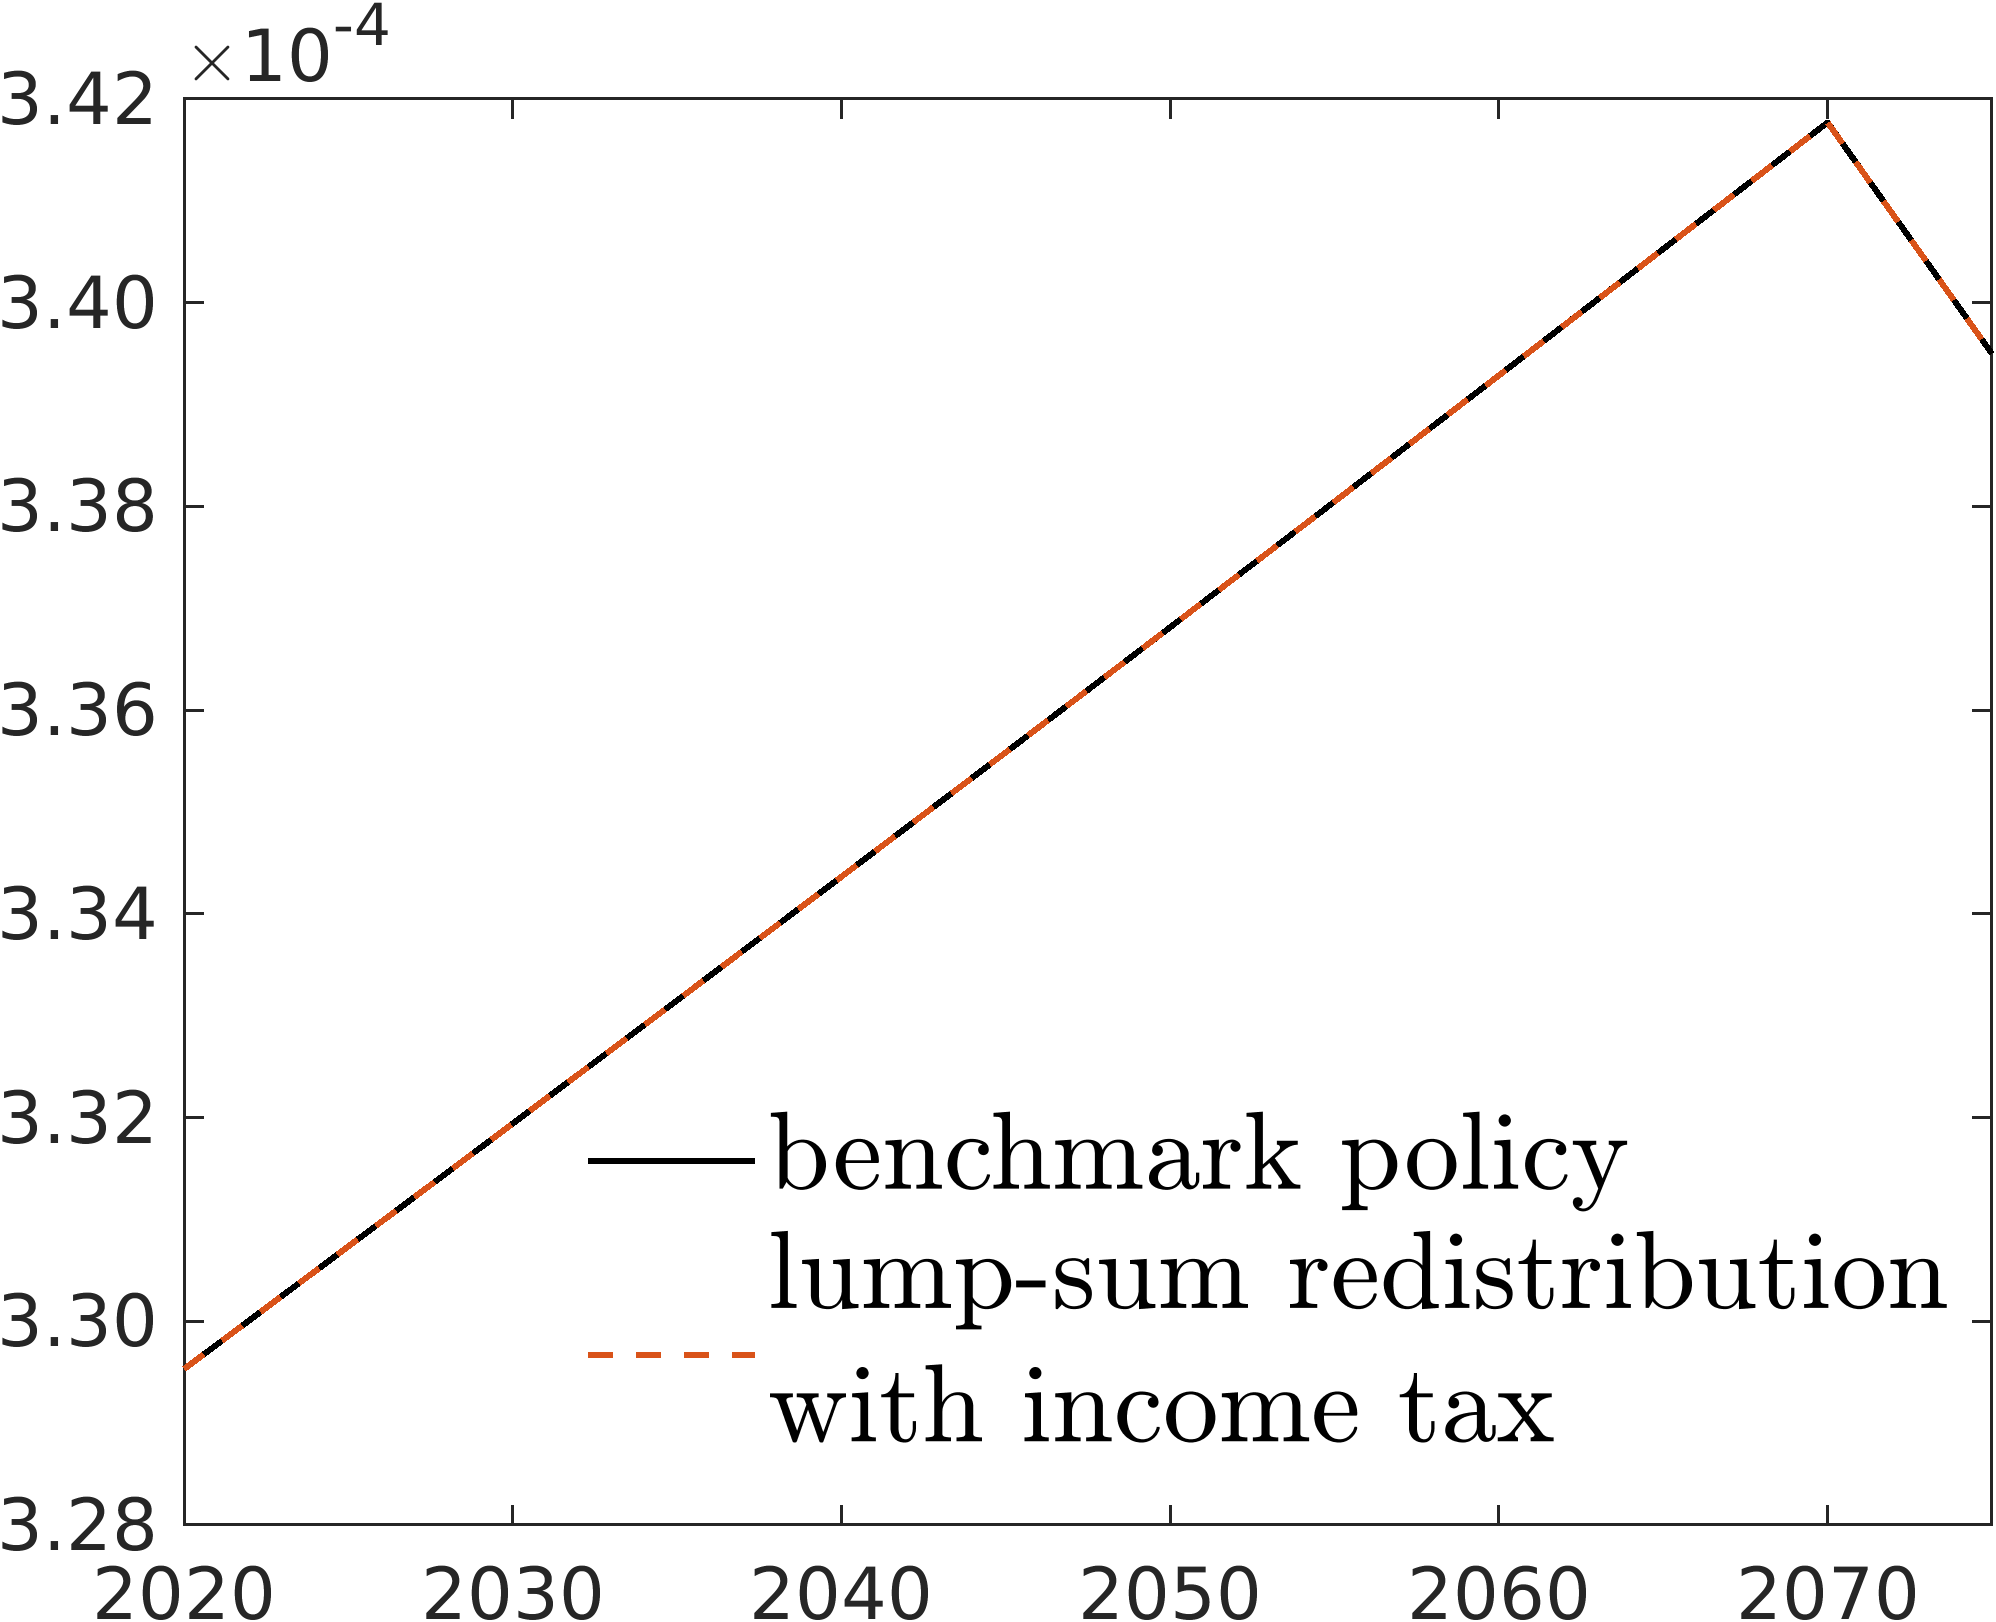 ×10-4
3.42
3.40
3.38
3.36
3.34
3.32
3.30
3.28
benchmark policy
lump-sum redistribution
with income tax
2020 2030 2040 2050 2060 2070